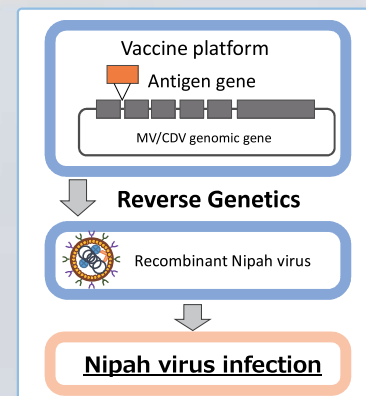 Vaccine platform
Antigen gene
MV/CDV genomic gene
Reverse Genetics
Recombinant Nipah virus
Nipah virus infection